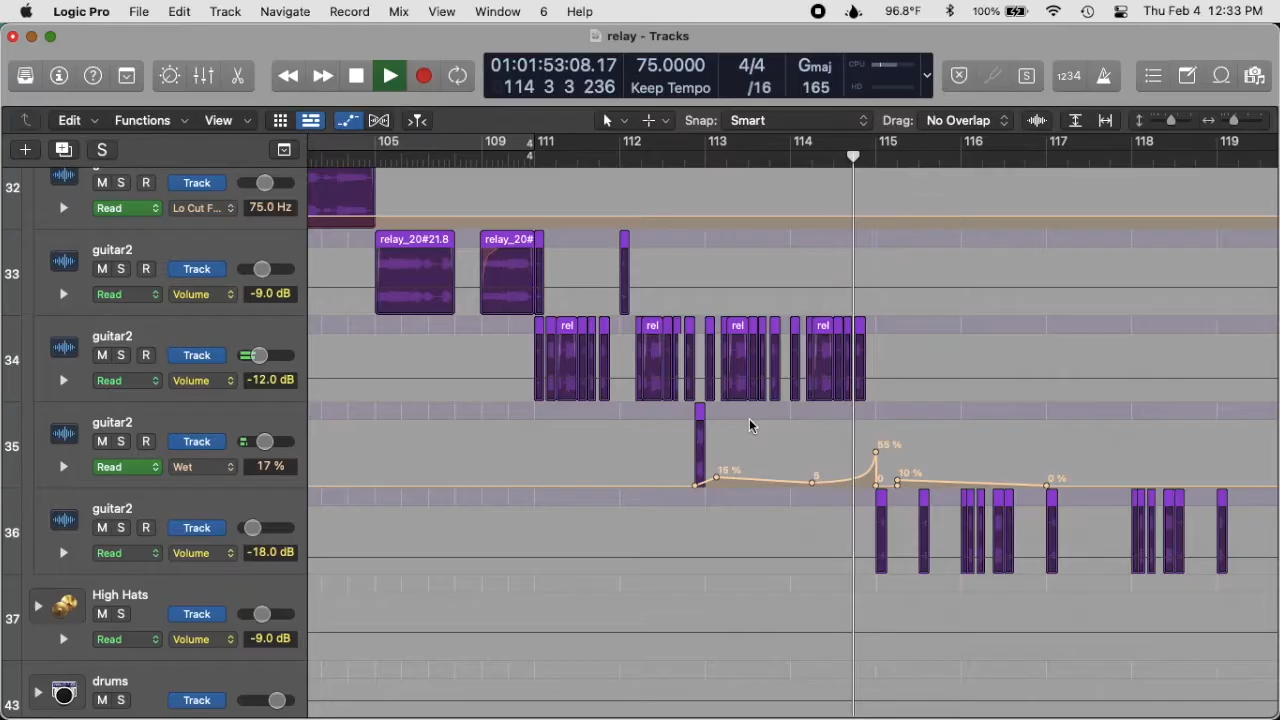 Logic Pro File Edit Track Navigate Record Mix View Window 6 Help 96.8°F 100% Thu Feb 4 12:33 PM
relay - Tracks
01:01:53:08.17 75.0000 4/4 Gmaj CPU
114 3 3 236 Keep Tempo /16 165 HD
S 1234
Edit Functions View Snap: Smart Drag: No Overlap
S 105 109 4 4 111 112 113 114 115 116 117 118 119
32 M S R Track
Read Lo Cut F... 75.0 Hz
guitar2 relay_20#21.8 relay_20#
33 M S R Track
Read Volume -9.0 dB
guitar2 rel rel rel rel
34 M S R Track
Read Volume -12.0 dB
guitar2
35 M S R Track 55 %
Read Wet 17 % 15 % 5 0 10 % 0 %
guitar2
36 M S R Track
Read Volume -18.0 dB
High Hats
37 M S Track
Read Volume -9.0 dB
drums
43 M S Track